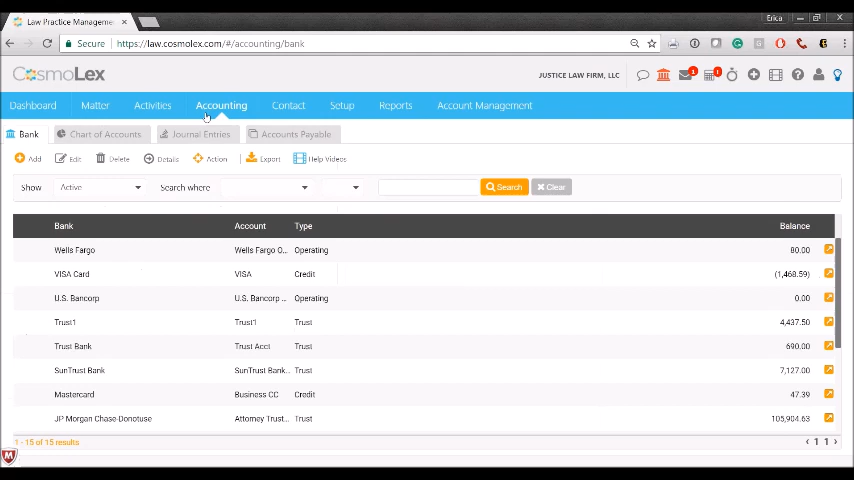 Law Practice Managemen
Erica
Secure
https://law.cosmolex.com/#/accounting/bank
CosmoLex
JUSTICE LAW FIRM, LLC
1
!
Dashboard
Matter
Activities
Accounting
Contact
Setup
Reports
Account Management
Bank
Chart of Accounts
Journal Entries
Accounts Payable
Add
Edit
Delete
Details
Action
Export
Help Videos
Show
Active
Search where
Search
Clear
Bank Account Type Balance
Wells Fargo Wells Fargo O... Operating 80.00
VISA Card VISA Credit (1,468.59)
U.S. Bancorp U.S. Bancorp ... Operating 0.00
Trust1 Trust1 Trust 4,437.50
Trust Bank Trust Acct Trust 690.00
SunTrust Bank SunTrust Bank... Trust 7,127.00
Mastercard Business CC Credit 47.39
JP Morgan Chase-Donotuse Attorney Trust... Trust 105,904.63
1 - 15 of 15 results
‹ 1 1 ›